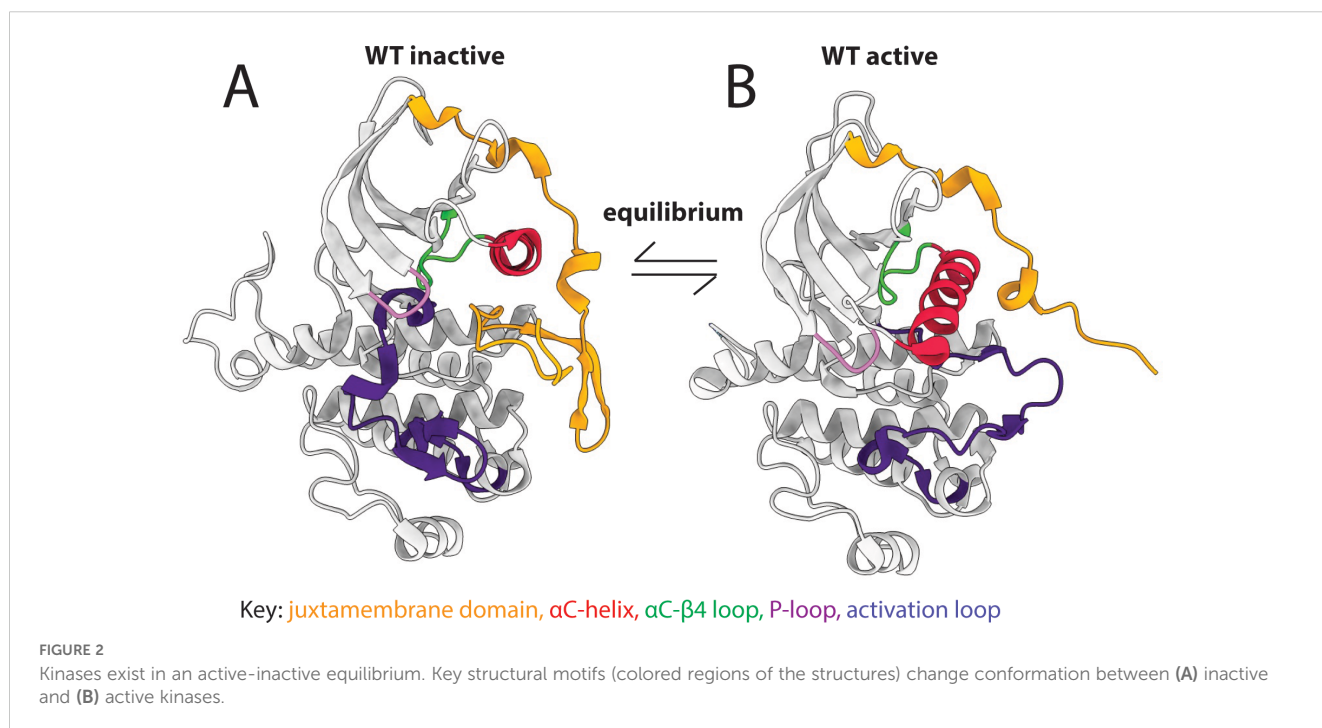 A
WT inactive
B
WT active
equilibrium
Key: juxtamembrane domain, αC-helix, αC-β4 loop, P-loop, activation loop
FIGURE 2
Kinases exist in an active-inactive equilibrium. Key structural motifs (colored regions of the structures) change conformation between (A) inactive
and (B) active kinases.